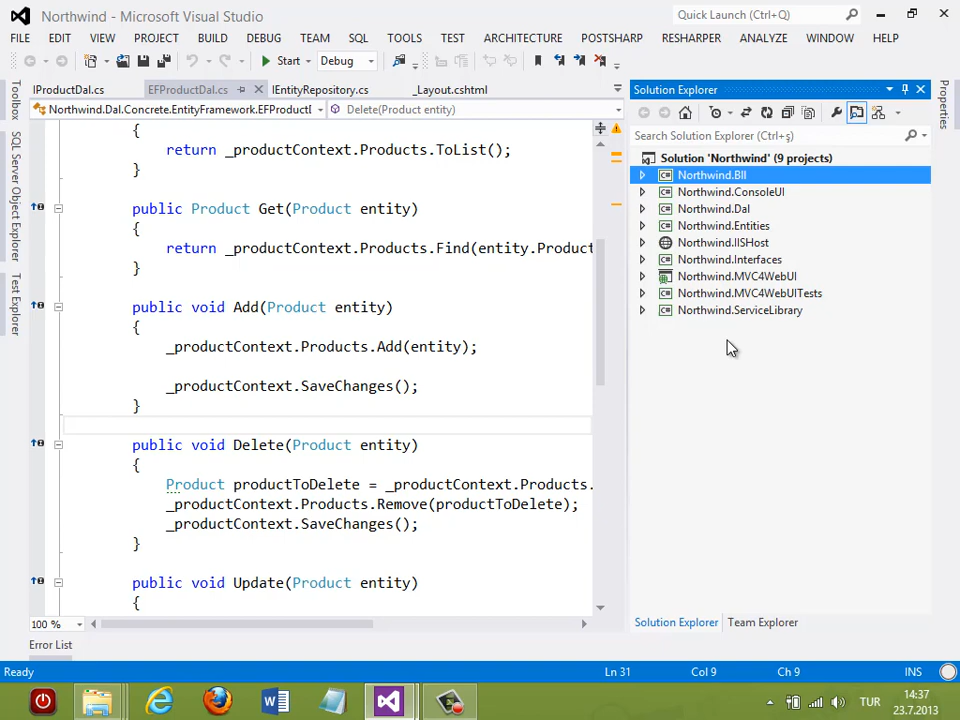 Northwind - Microsoft Visual Studio
Quick Launch (Ctrl+Q)
FILE EDIT VIEW PROJECT BUILD DEBUG TEAM SQL TOOLS TEST ARCHITECTURE POSTSHARP RESHARPER ANALYZE WINDOW HELP
Start Debug
Toolbox
SQL Server Object Explorer
Test Explorer
IProductDal.cs EFProductDal.cs IEntityRepository.cs _Layout.cshtml
Northwind.Dal.Concrete.EntityFramework.EFProductI Delete(Product entity)
{
return _productContext.Products.ToList();
}
public Product Get(Product entity)
{
return _productContext.Products.Find(entity.Product
}
public void Add(Product entity)
{
_productContext.Products.Add(entity);
_productContext.SaveChanges();
}
public void Delete(Product entity)
{
Product productToDelete = _productContext.Products.
_productContext.Products.Remove(productToDelete);
_productContext.SaveChanges();
}
public void Update(Product entity)
{
100 %
Error List
Solution Explorer
Search Solution Explorer (Ctrl+ş)
Solution 'Northwind' (9 projects)
Northwind.Bll
Northwind.ConsoleUI
Northwind.Dal
Northwind.Entities
Northwind.IISHost
Northwind.Interfaces
Northwind.MVC4WebUI
Northwind.MVC4WebUITests
Northwind.ServiceLibrary
Solution Explorer Team Explorer
Properties
Ready Ln 31 Col 9 Ch 9 INS
TUR
14:37
23.7.2013